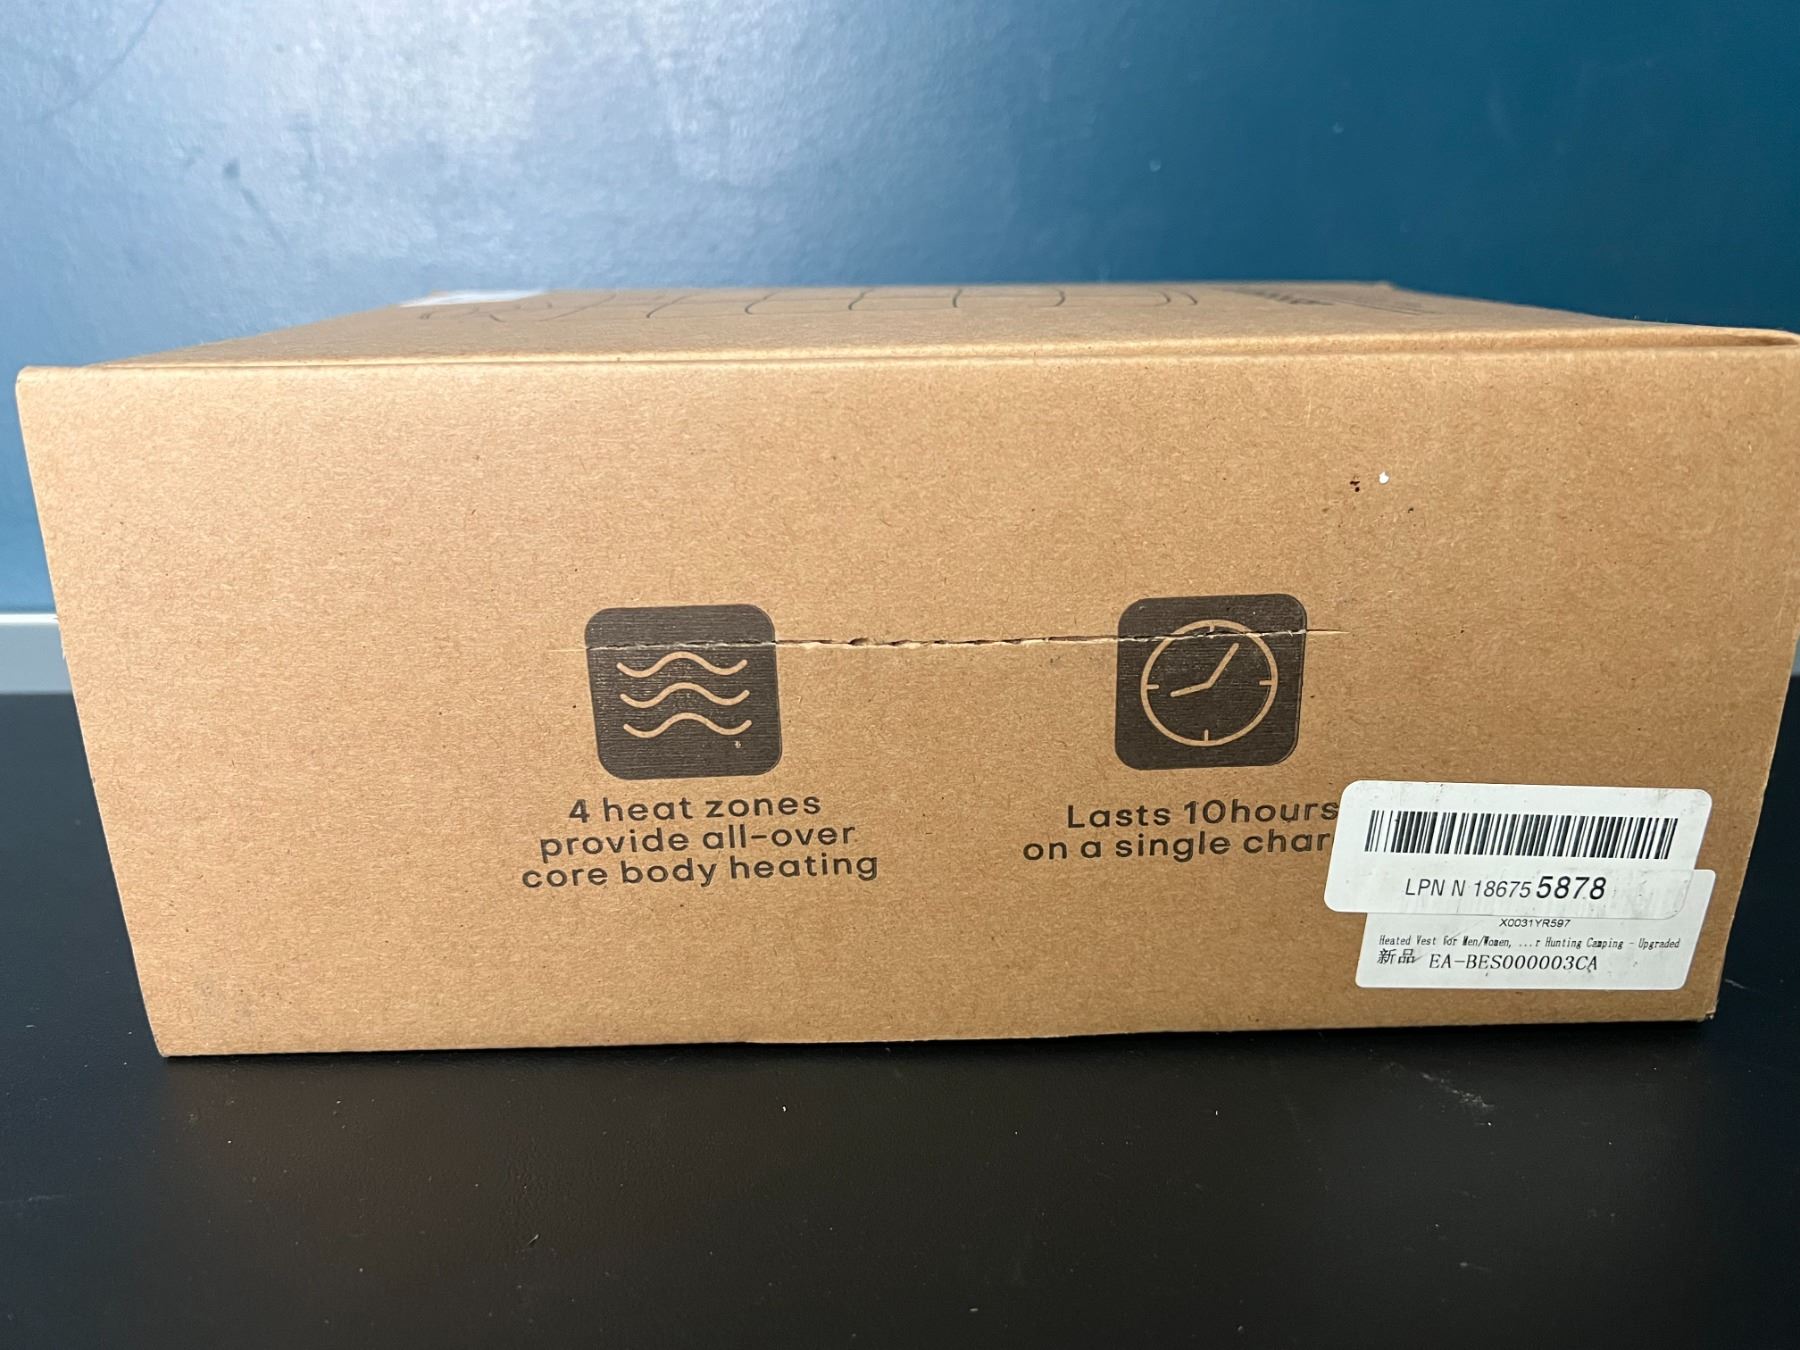 4 heat zones
provide all-over
core body heating
Lasts 10hours
on a single char
LPN N 18675 5878
X0031YR597
Heated Vest for Men/Women, ...r Hunting Camping - Upgraded
新品 EA-BES000003CA